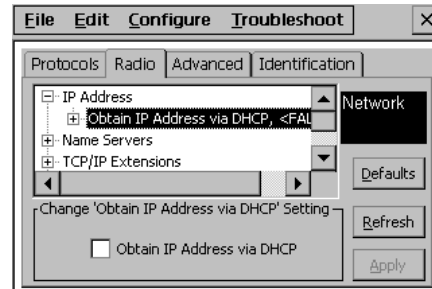 File Edit Configure Troubleshoot
Protocols Radio Advanced Identification
IP Address
Obtain IP Address via DHCP, <FAL
Name Servers
TCP/IP Extensions
Network
Defaults
Change 'Obtain IP Address via DHCP' Setting
Obtain IP Address via DHCP
Refresh
Apply